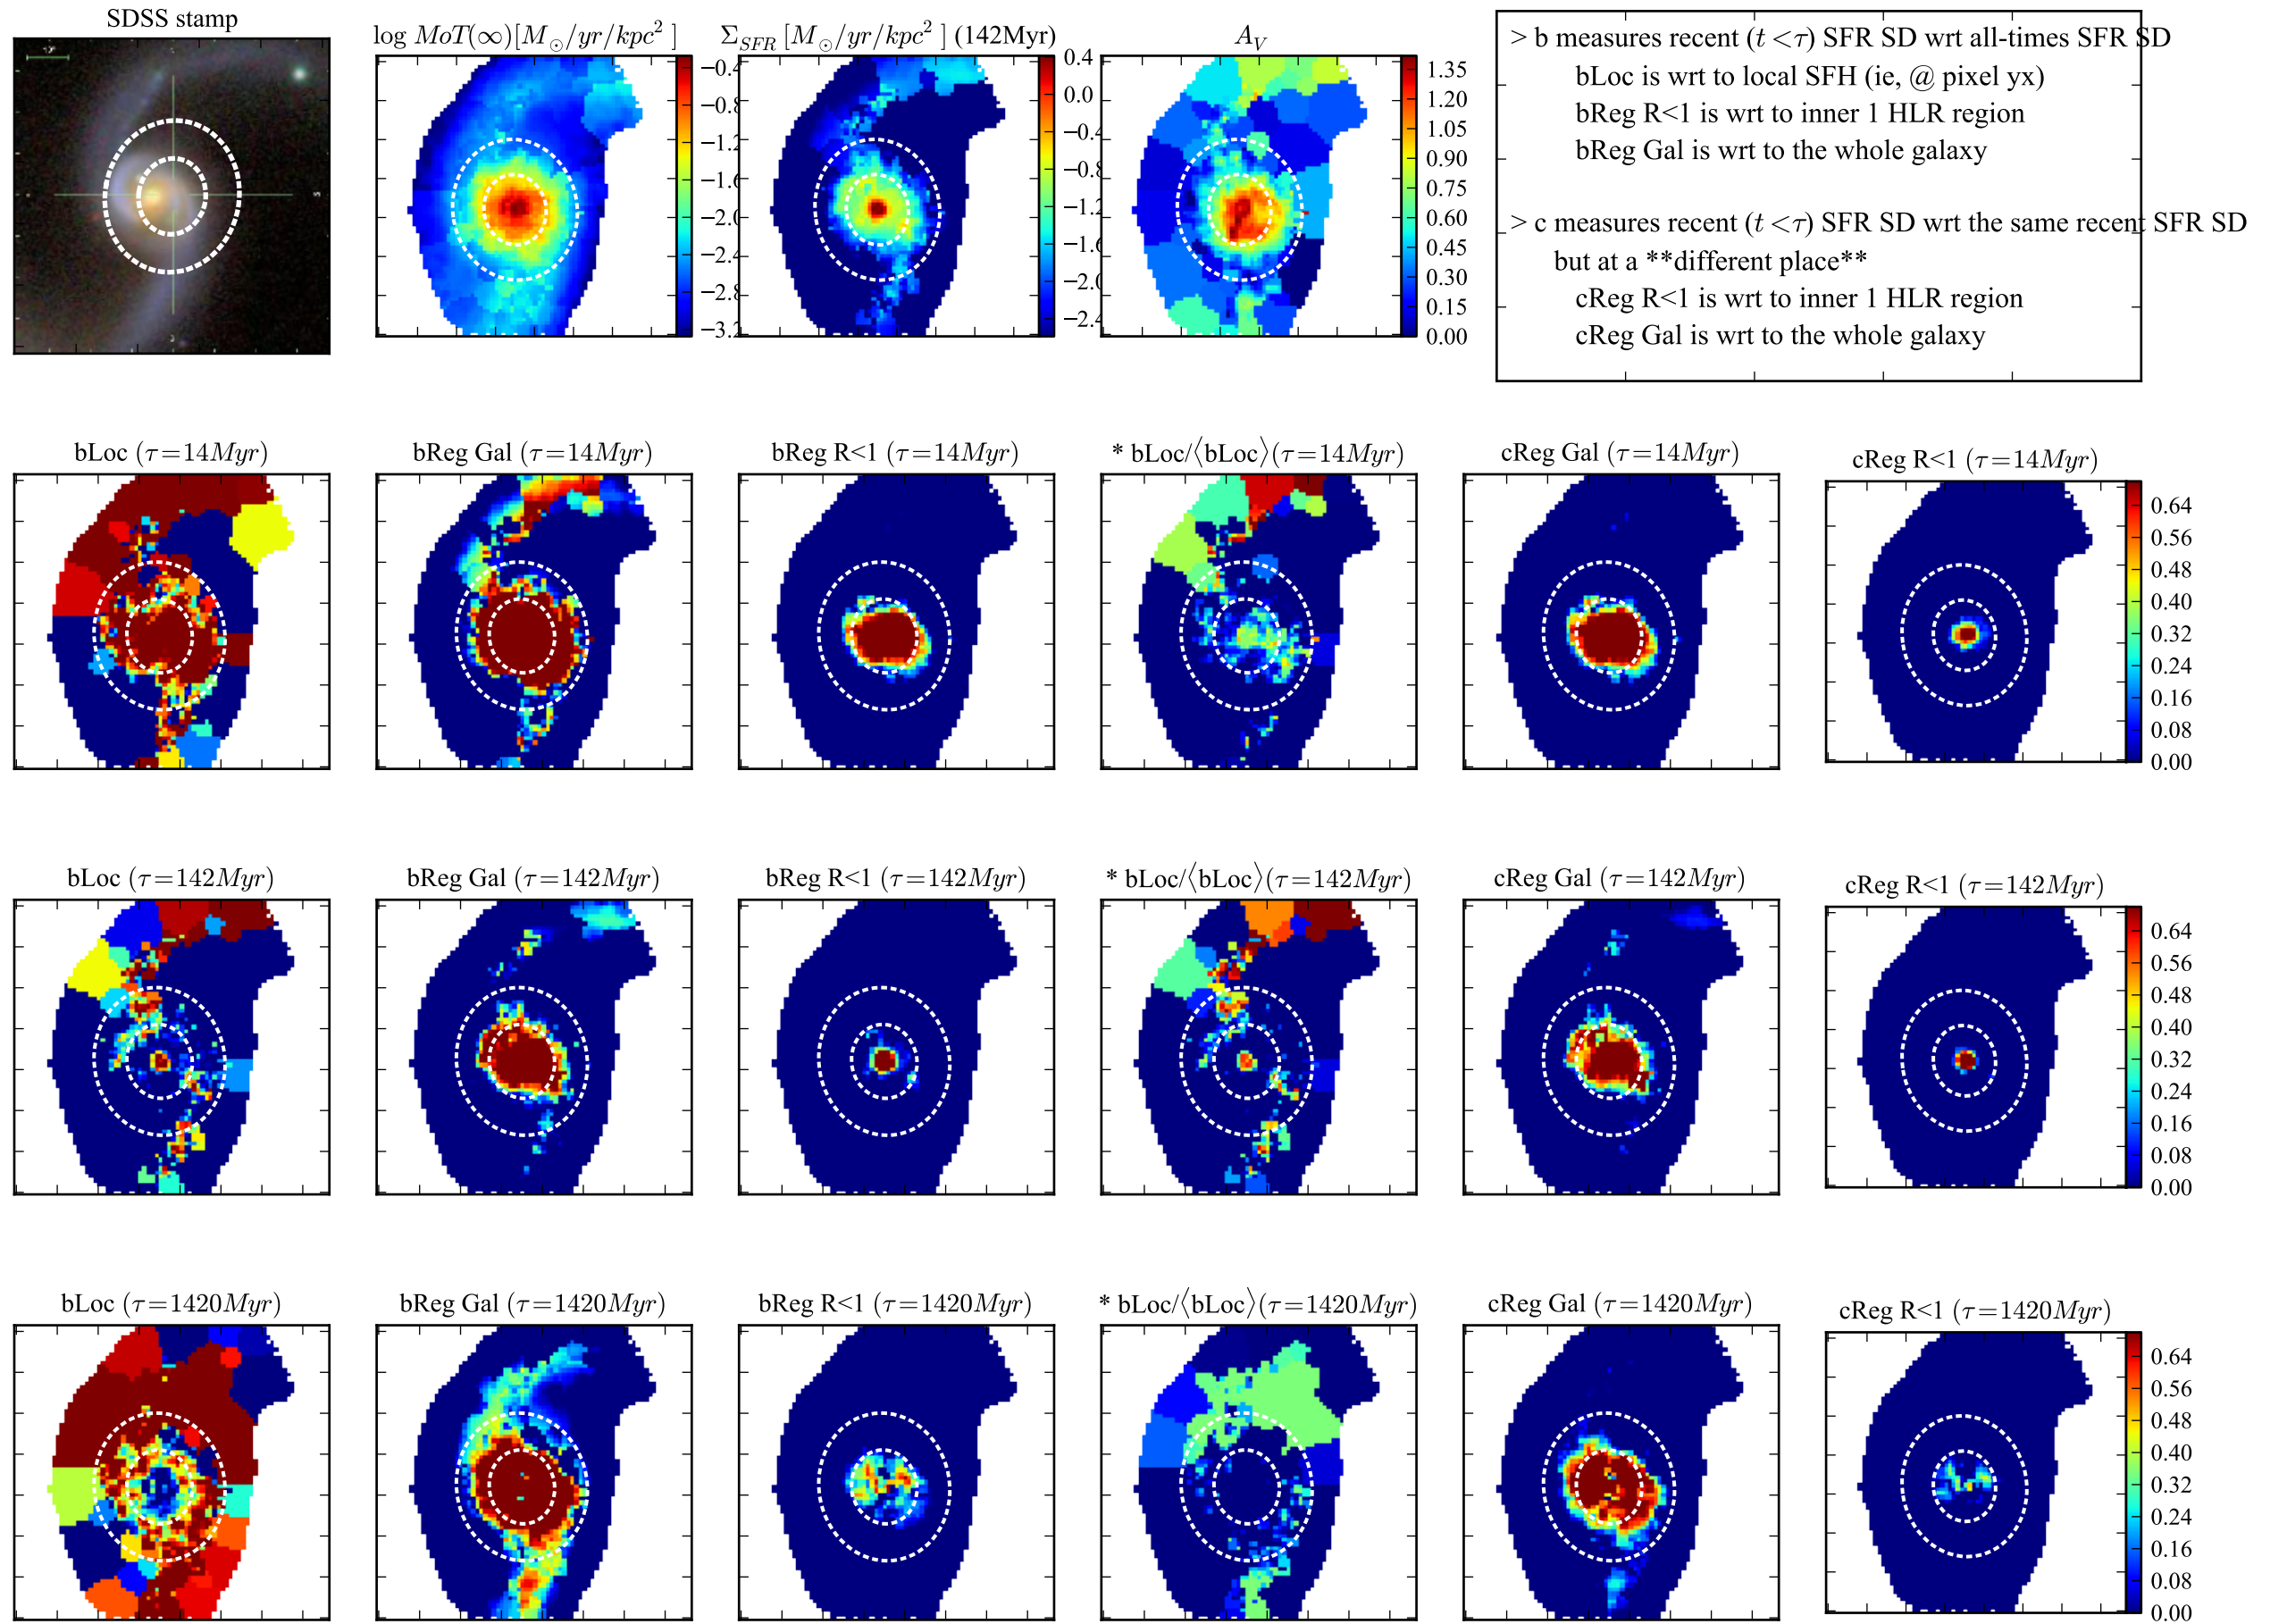 SDSS stamp
log MoT(∞)[M⊙/yr/kpc² ]
Σ_SFR [M⊙/yr/kpc² ] (142Myr)
A_V
−0.4
−0.8
−1.2
−1.6
−2.0
−2.4
−2.8
−3.2
0.4
0.0
−0.4
−0.8
−1.2
−1.6
−2.0
−2.4
1.35
1.20
1.05
0.90
0.75
0.60
0.45
0.30
0.15
0.00
> b measures recent (t <τ) SFR SD wrt all-times SFR SD
bLoc is wrt to local SFH (ie, @ pixel yx)
bReg R<1 is wrt to inner 1 HLR region
bReg Gal is wrt to the whole galaxy
> c measures recent (t <τ) SFR SD wrt the same recent SFR SD
but at a **different place**
cReg R<1 is wrt to inner 1 HLR region
cReg Gal is wrt to the whole galaxy
bLoc (τ=14Myr)
bReg Gal (τ=14Myr)
bReg R<1 (τ=14Myr)
* bLoc/⟨bLoc⟩(τ=14Myr)
cReg Gal (τ=14Myr)
cReg R<1 (τ=14Myr)
0.64
0.56
0.48
0.40
0.32
0.24
0.16
0.08
0.00
bLoc (τ=142Myr)
bReg Gal (τ=142Myr)
bReg R<1 (τ=142Myr)
* bLoc/⟨bLoc⟩(τ=142Myr)
cReg Gal (τ=142Myr)
cReg R<1 (τ=142Myr)
0.64
0.56
0.48
0.40
0.32
0.24
0.16
0.08
0.00
bLoc (τ=1420Myr)
bReg Gal (τ=1420Myr)
bReg R<1 (τ=1420Myr)
* bLoc/⟨bLoc⟩(τ=1420Myr)
cReg Gal (τ=1420Myr)
cReg R<1 (τ=1420Myr)
0.64
0.56
0.48
0.40
0.32
0.24
0.16
0.08
0.00